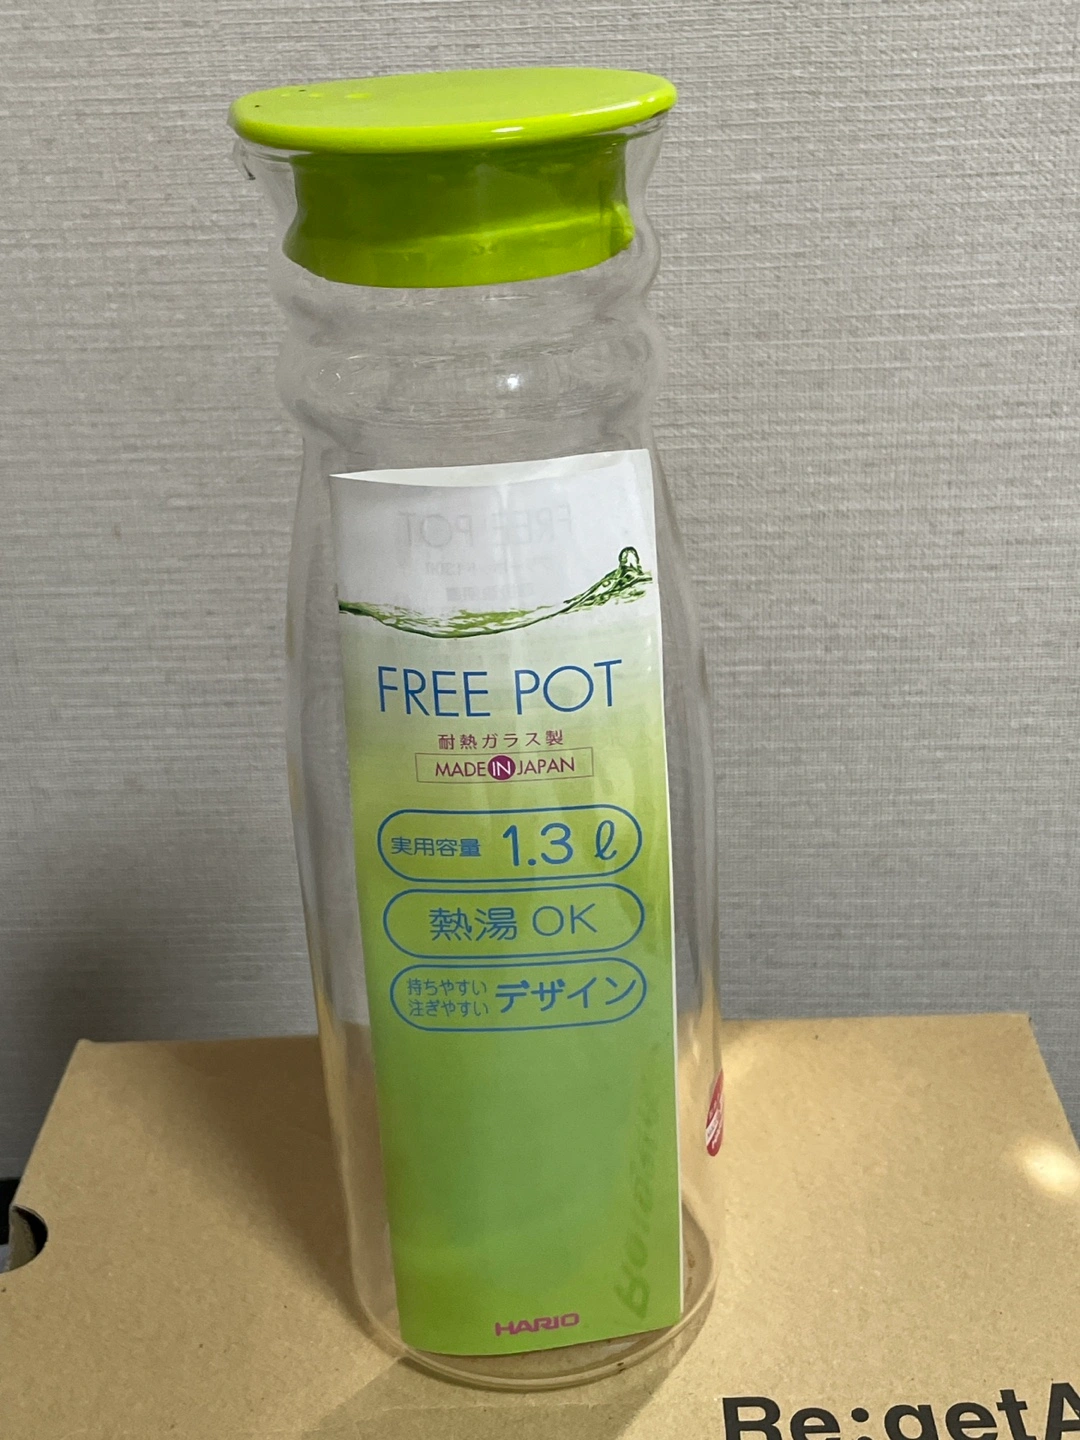 FREE POT
耐熱ガラス製
MADE IN JAPAN
実用容量 1.3 ℓ
熱湯 OK
持ちやすい
注ぎやすい デザイン
HARIO
Re:getA